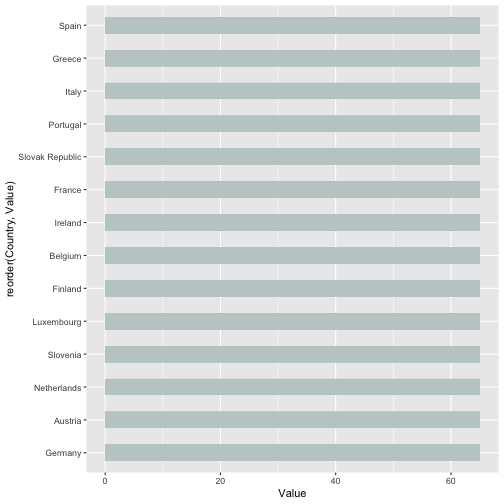 Spain
Greece
Italy
Portugal
Slovak Republic
France
Ireland
Belgium
Finland
Luxembourg
Slovenia
Netherlands
Austria
Germany
reorder(Country, Value)
0 20 40 60
Value